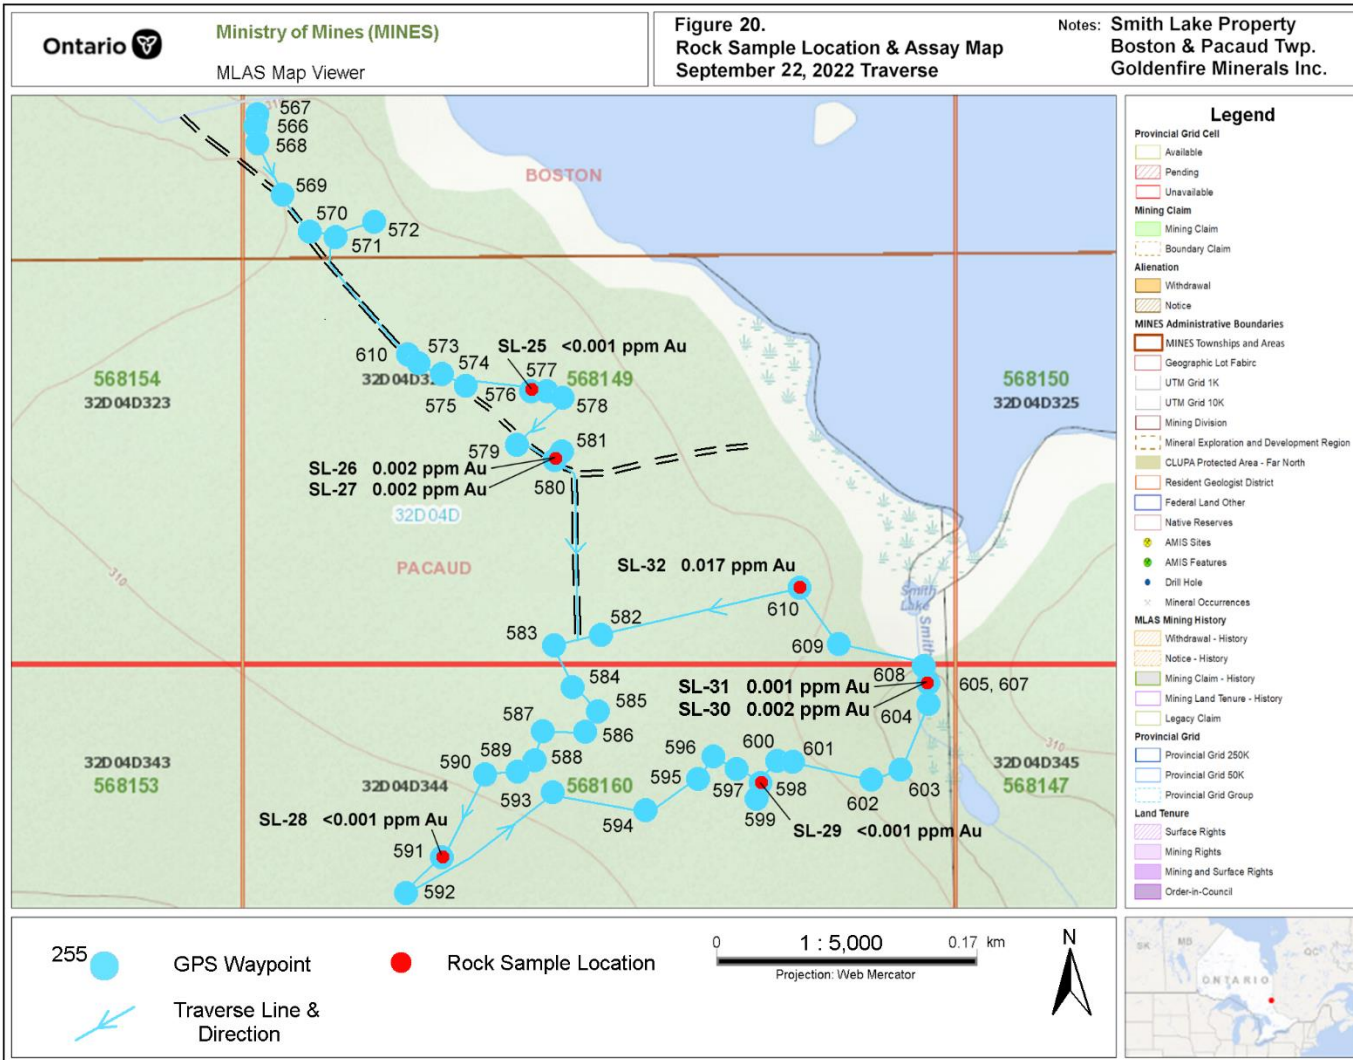 Ontario
Ministry of Mines (MINES)
MLAS Map Viewer
Figure 20.
Rock Sample Location & Assay Map
September 22, 2022 Traverse
Notes: Smith Lake Property
Boston & Pacaud Twp.
Goldenfire Minerals Inc.
310
567
566
568
569
570
571
572
BOSTON
610
573
574
575
576
577
578
SL-25 <0.001 ppm Au
568154
32D04D323
568149
568150
32D04D325
579
581
580
SL-26 0.002 ppm Au
SL-27 0.002 ppm Au
32D04D
PACAUD
310
SL-32 0.017 ppm Au
610
Smith
Lake
Smith
583
582
609
608
584
585
SL-31 0.001 ppm Au
SL-30 0.002 ppm Au
605, 607
604
587
586
310
589
588
590
596
600
601
32D04D343
568153
32D04D344
593
568160
595
597
598
602
603
32D04D345
568147
594
599
SL-28 <0.001 ppm Au
SL-29 <0.001 ppm Au
591
592
Legend
Provincial Grid Cell
Available
Pending
Unavailable
Mining Claim
Mining Claim
Boundary Claim
Alienation
Withdrawal
Notice
MINES Administrative Boundaries
MINES Townships and Areas
Geographic Lot Fabirc
UTM Grid 1K
UTM Grid 10K
Mining Division
Mineral Exploration and Development Region
CLUPA Protected Area - Far North
Resident Geologist District
Federal Land Other
Native Reserves
AMIS Sites
AMIS Features
Drill Hole
Mineral Occurrences
MLAS Mining History
Withdrawal - History
Notice - History
Mining Claim - History
Mining Land Tenure - History
Legacy Claim
Provincial Grid
Provincial Grid 250K
Provincial Grid 50K
Provincial Grid Group
Land Tenure
Surface Rights
Mining Rights
Mining and Surface Rights
Order-in-Council
255
GPS Waypoint
Rock Sample Location
Traverse Line &
Direction
0 1 : 5,000 0.17 km
Projection: Web Mercator
N
SK
MB
ONTARIO
QC